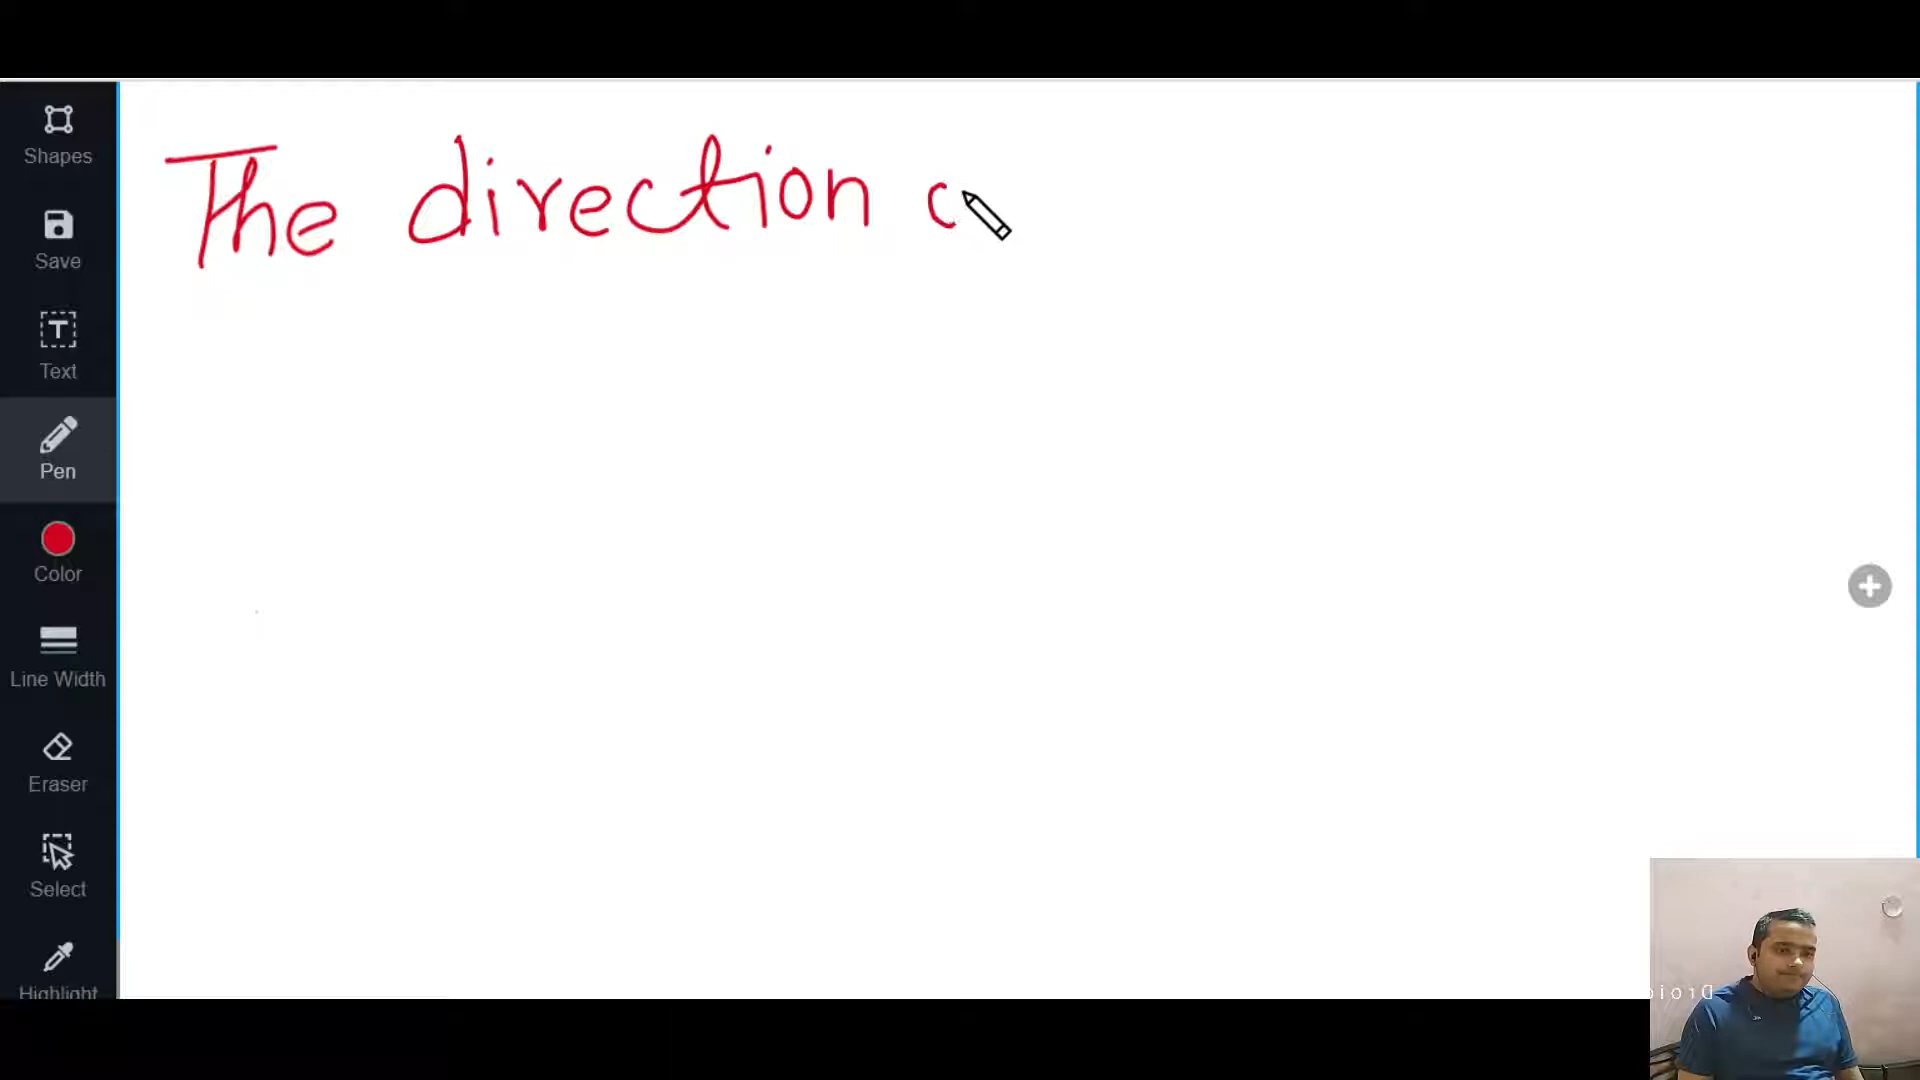 The direction c
Shapes
Save
Text
Pen
Color
Line Width
Eraser
Select
Highlight